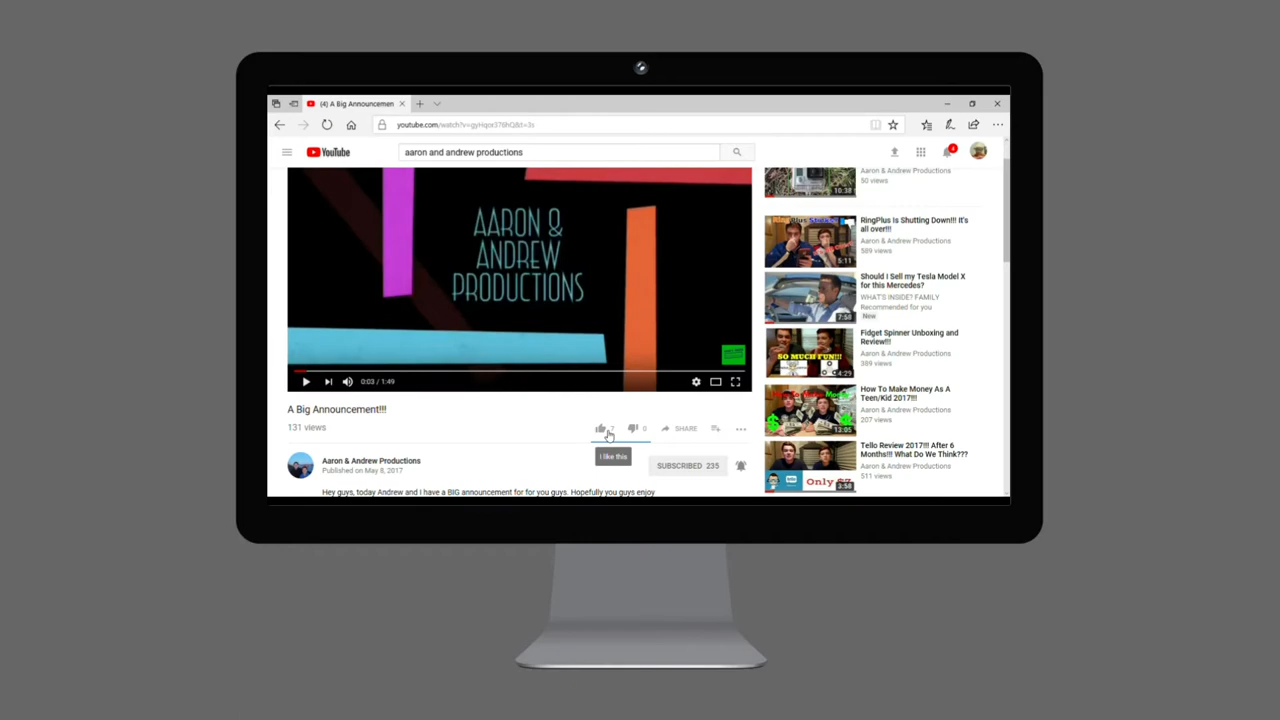 (4) A Big Announcemen
youtube.com/watch?v=gyHqor376hQ&t=3s
YouTube
aaron and andrew productions
4
AARON &
ANDREW
PRODUCTIONS
0:03 / 1:49
A Big Announcement!!!
131 views
7
0
SHARE
I like this
Aaron & Andrew Productions
Published on May 8, 2017
SUBSCRIBED 235
Hey guys, today Andrew and I have a BIG announcement for for you guys. Hopefully you guys enjoy
10:38
Aaron & Andrew Productions
50 views
5:11
RingPlus Is Shutting Down!!! It's
all over!!!
Aaron & Andrew Productions
589 views
7:58
Should I Sell my Tesla Model X
for this Mercedes?
WHAT'S INSIDE? FAMILY
Recommended for you
New
SO MUCH FUN!!!
4:29
Fidget Spinner Unboxing and
Review!!!
Aaron & Andrew Productions
389 views
13:05
How To Make Money As A
Teen/Kid 2017!!!
Aaron & Andrew Productions
207 views
Only
3:58
Tello Review 2017!!! After 6
Months!!! What Do We Think???
Aaron & Andrew Productions
511 views